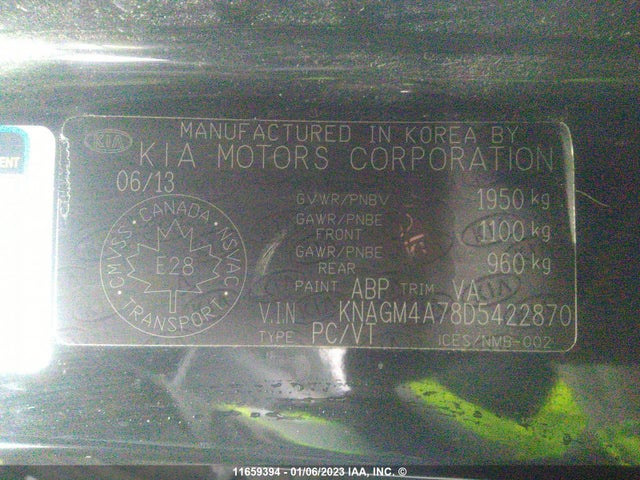 MANUFACTURED IN KOREA BY
KIA
KIA MOTORS CORPORATION
06/13
GVWR/PNBV 1950 kg
GAWR/PNBE FRONT 1100 kg
GAWR/PNBE REAR 960 kg
PAINT ABP TRIM VA
V.I.N KNAGM4A78D5422870
TYPE PC/VT
ICES/NMB-002
CANADA
CMVSS · NSVAC
E28
TRANSPORT
ENT
KIA
11659394 - 01/06/2023 IAA, INC. ©